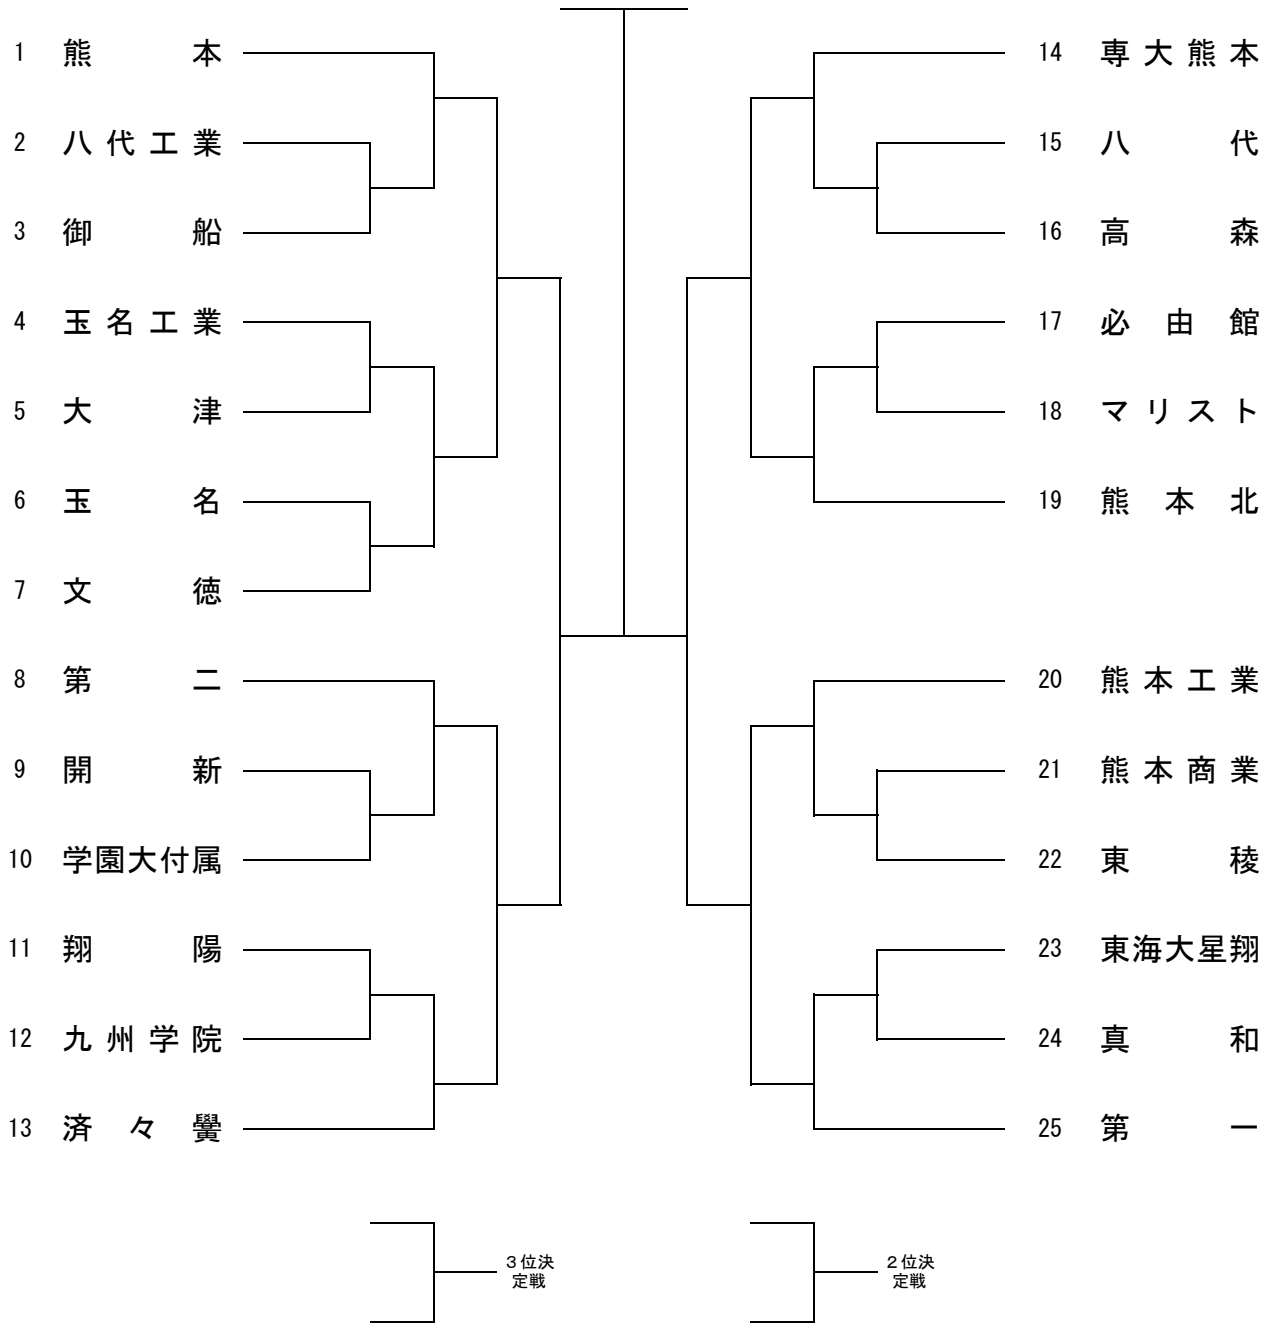 1 熊本
2 八代工業
3 御船
4 玉名工業
5 大津
6 玉名
7 文徳
8 第二
9 開新
10 学園大付属
11 翔陽
12 九州学院
13 済々黌
14 専大熊本
15 八代
16 高森
17 必由館
18 マリスト
19 熊本北
20 熊本工業
21 熊本商業
22 東稜
23 東海大星翔
24 真和
25 第一
３位決
定戦
２位決
定戦